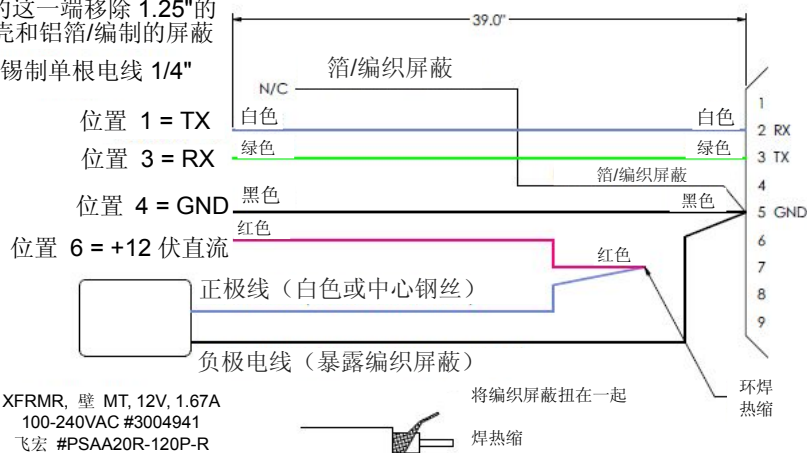 的这一端移除 1.25"的
壳和铝箔/编制的屏蔽
锡制单根电线 1/4"
39.0"
箔/编织屏蔽
N/C
位置 1 = TX
白色
白色
1
2 RX
位置 3 = RX
绿色
绿色
3 TX
箔/编织屏蔽
4
位置 4 = GND
黑色
黑色
5 GND
位置 6 = +12 伏直流
红色
红色
6
7
8
9
正极线（白色或中心钢丝）
负极电线（暴露编织屏蔽）
XFRMR, 壁 MT, 12V, 1.67A
100-240VAC #3004941
飞宏 #PSAA20R-120P-R
将编织屏蔽扭在一起
焊热缩
环焊
热缩